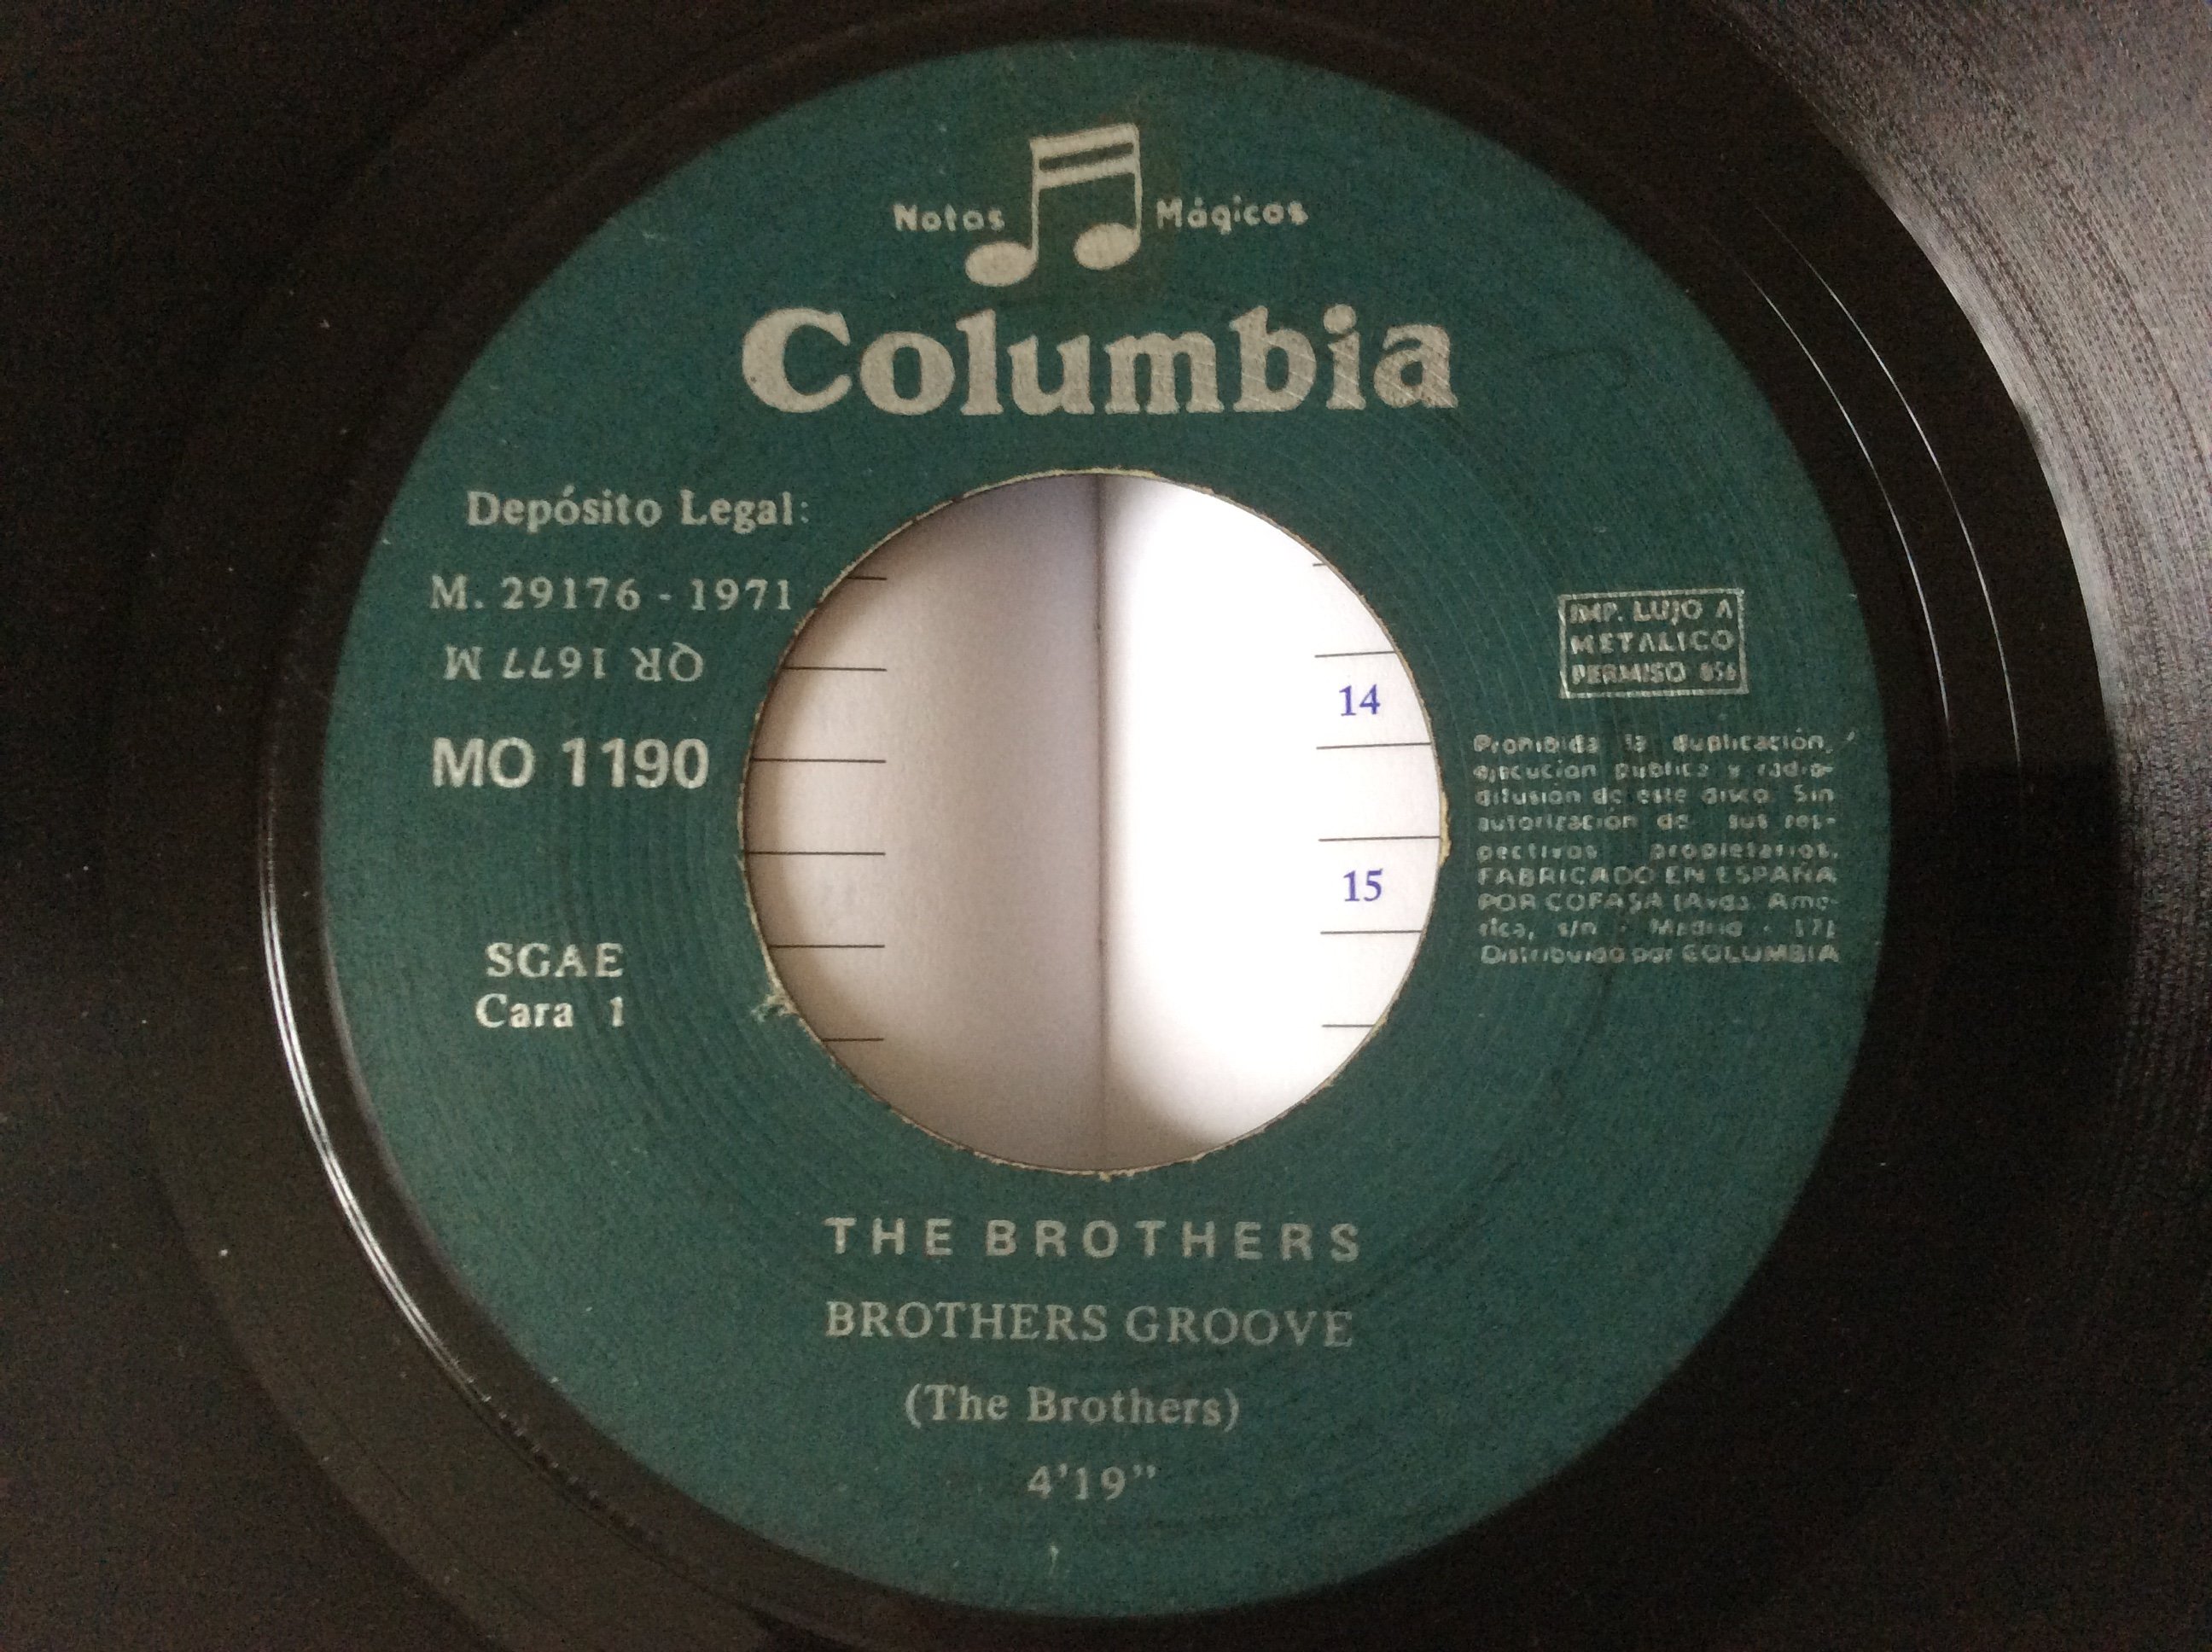 Notas Mágicas
Columbia
Depósito Legal:
M. 29176 - 1971
QR 1677 M
MO 1190
SGAE
Cara 1
IMP. LUJO A
METALICO
PERMISO 856
Prohibida la duplicación,
ejecución pública y radio-
difusión de este disco. Sin
autorización de sus res-
pectivos propietarios.
FABRICADO EN ESPAÑA
POR COFASA (Avda. Amé-
rica, s/n - Madrid - 17)
Distribuido por COLUMBIA
14
15
THE BROTHERS
BROTHERS GROOVE
(The Brothers)
4'19"